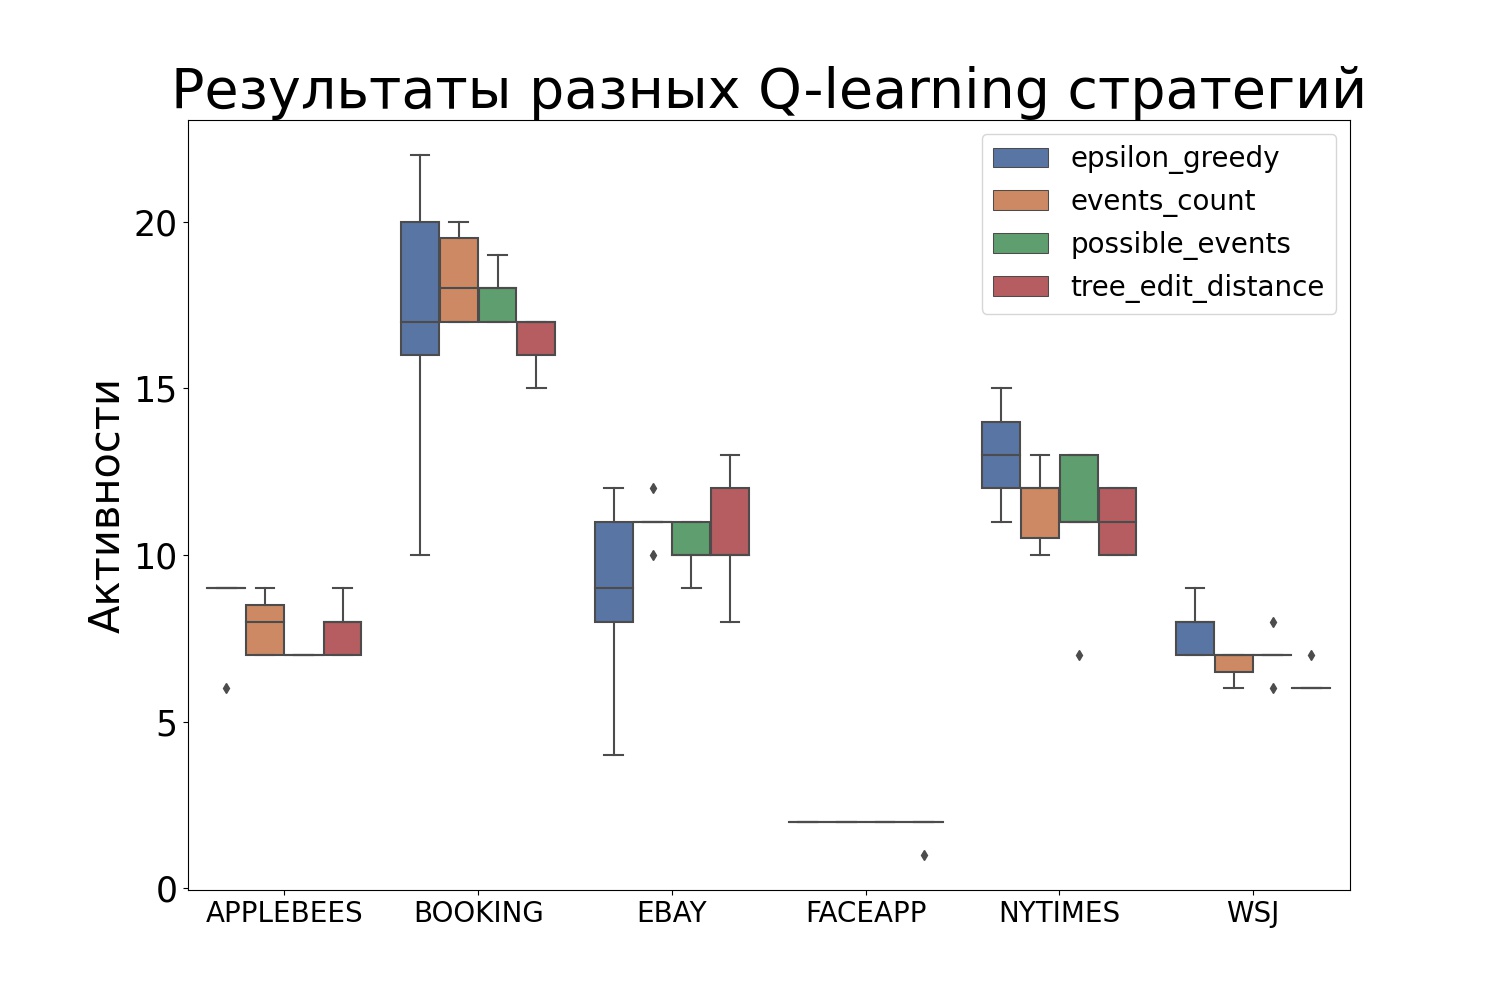 Результаты разных Q-learning стратегий
epsilon_greedy
events_count
possible_events
tree_edit_distance
Активности
20
15
10
5
0
APPLEBEES BOOKING EBAY FACEAPP NYTIMES WSJ